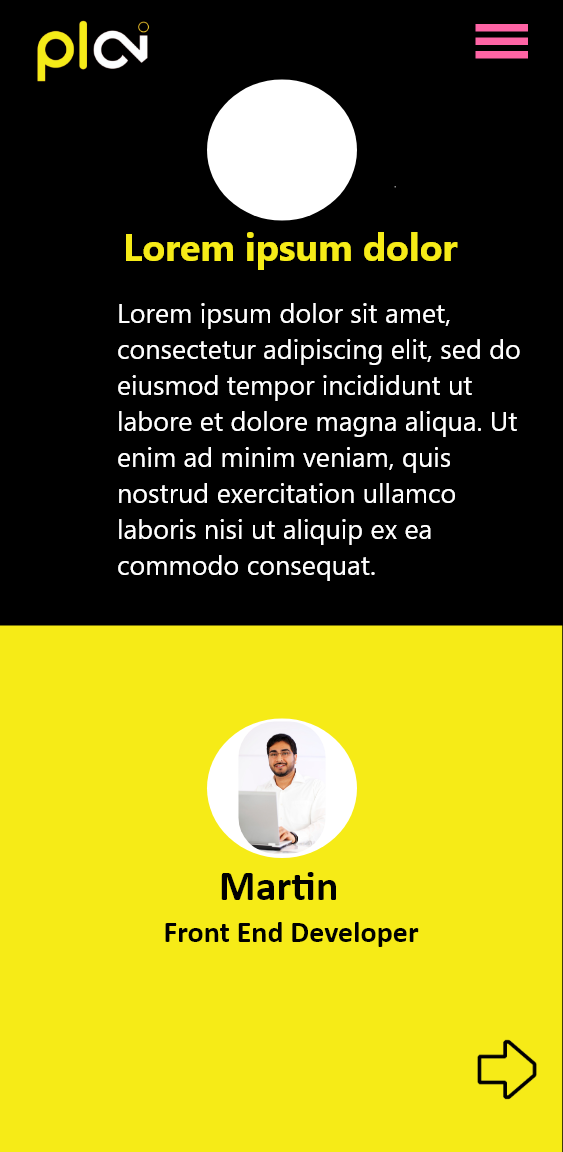 plai
Lorem ipsum dolor
Lorem ipsum dolor sit amet,
consectetur adipiscing elit, sed do
eiusmod tempor incididunt ut
labore et dolore magna aliqua. Ut
enim ad minim veniam, quis
nostrud exercitation ullamco
laboris nisi ut aliquip ex ea
commodo consequat.
Martin
Front End Developer